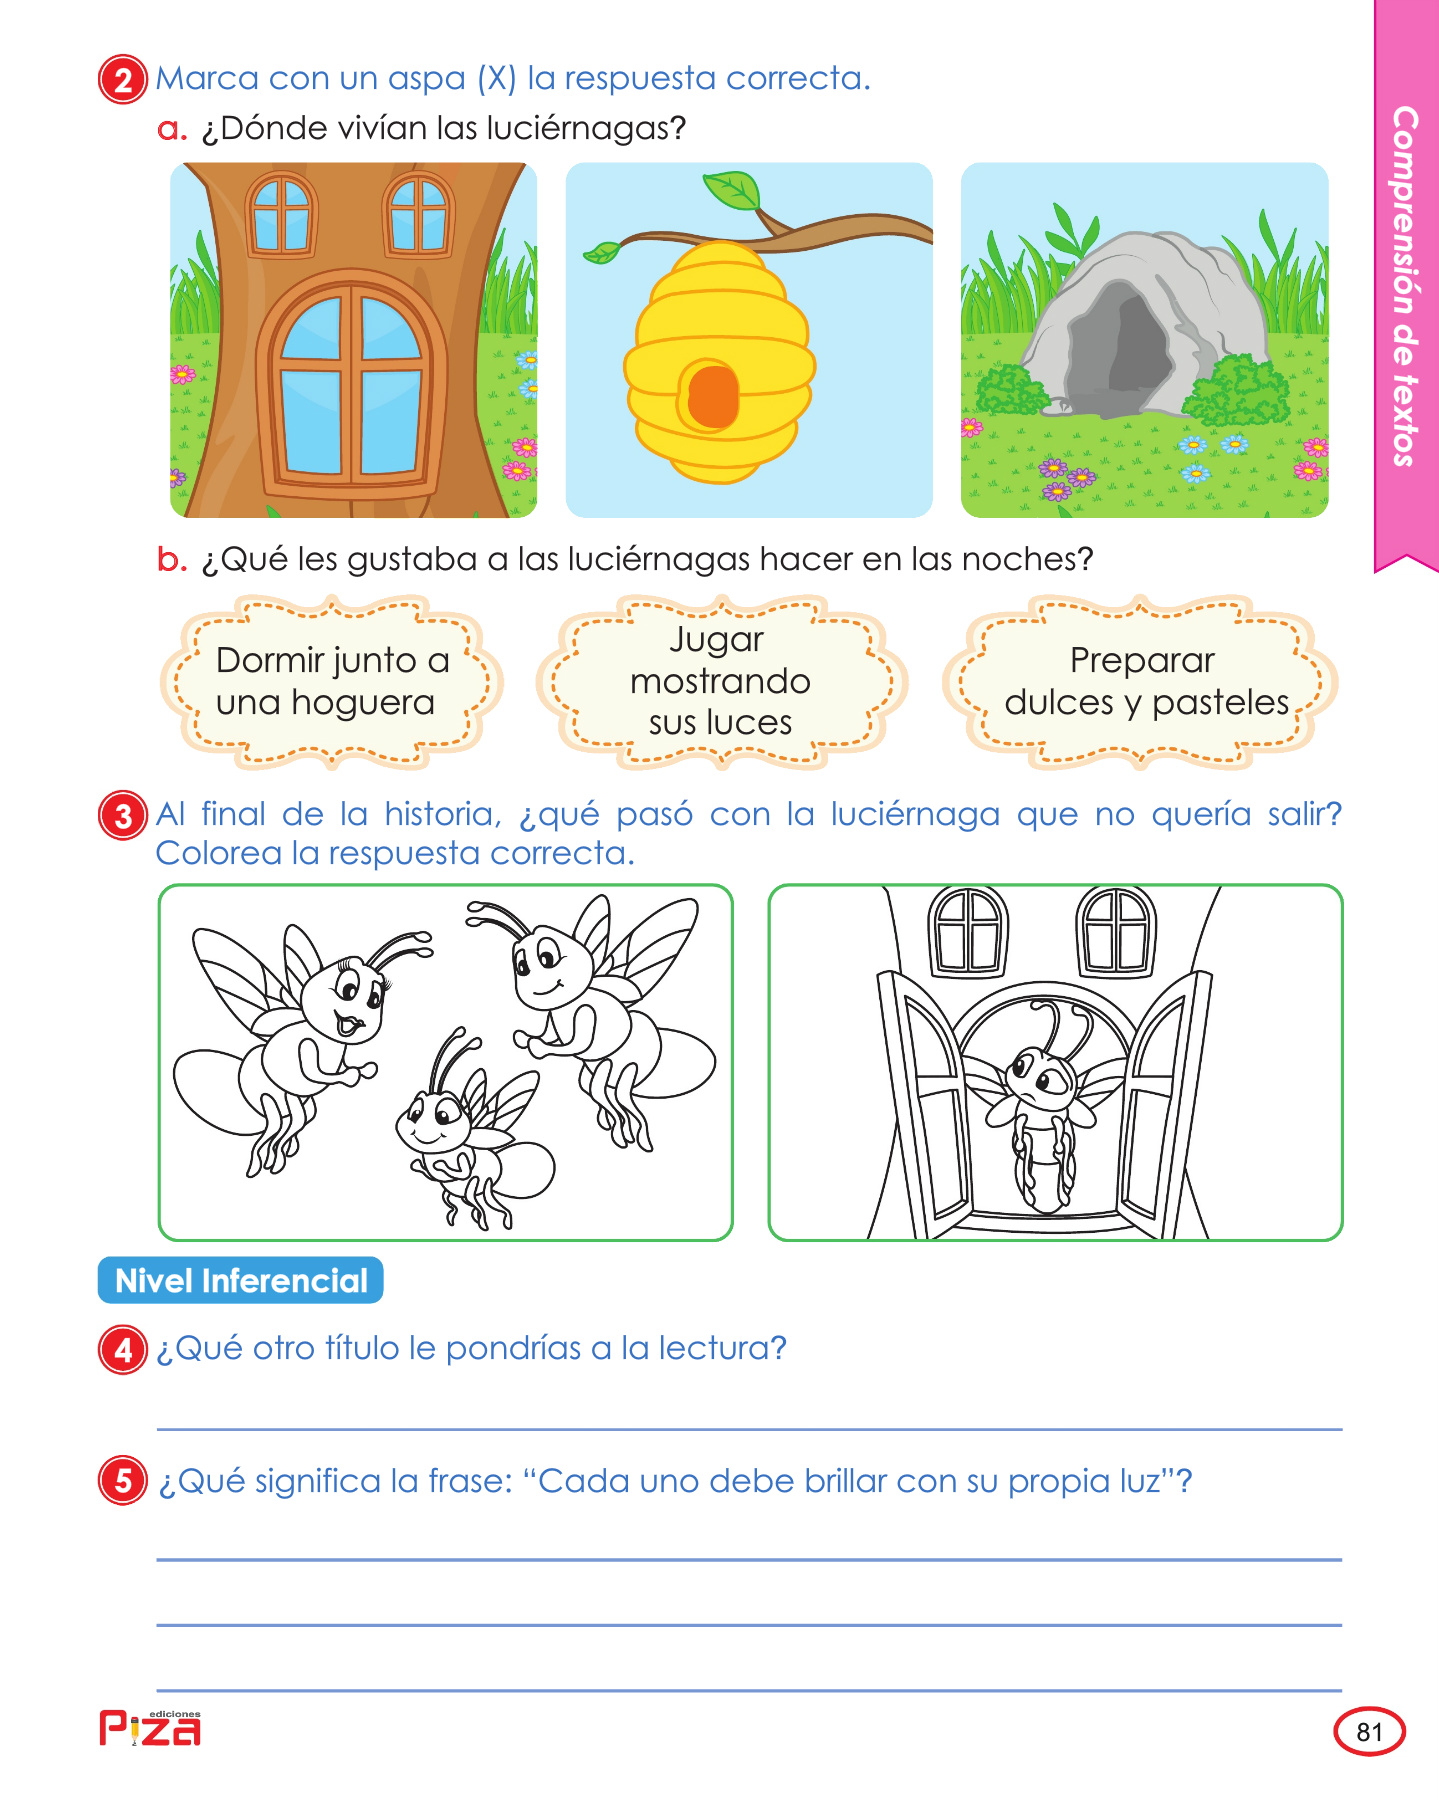 2 Marca con un aspa (X) la respuesta correcta.
a. ¿Dónde vivían las luciérnagas?
b. ¿Qué les gustaba a las luciérnagas hacer en las noches?
Dormir junto a
una hoguera
Jugar
mostrando
sus luces
Preparar
dulces y pasteles
3 Al final de la historia, ¿qué pasó con la luciérnaga que no quería salir?
Colorea la respuesta correcta.
Nivel Inferencial
4 ¿Qué otro título le pondrías a la lectura?
5 ¿Qué significa la frase: “Cada uno debe brillar con su propia luz”?
ediciones
Piza
81
Comprensión de textos